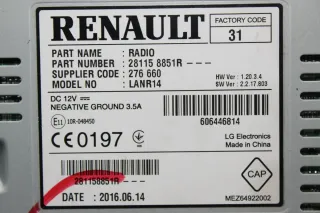 RENAULT
FACTORY CODE
31
PART NAME : RADIO
PART NUMBER : 28115 8851R - - -
SUPPLIER CODE : 276 660
MODEL NO : LANR14
HW Ver : 1.20.3.4
SW Ver : 2.2.17.603
DC 12V
NEGATIVE GROUND 3.5A
E11 10R-048450
606446814
CE0197
LG Electronics
Made in China
281158851R
CAP
DATE : 2016.06.14
MEZ64922002